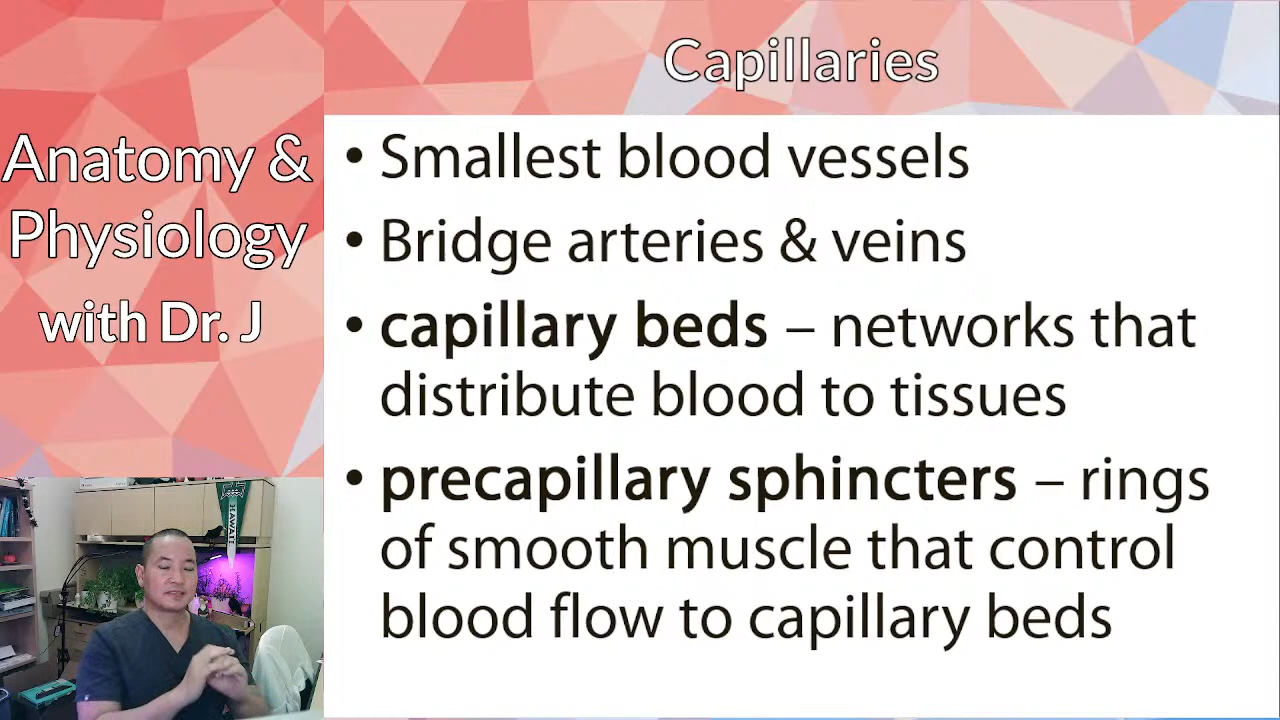 Capillaries
Anatomy &
Physiology
with Dr. J
• Smallest blood vessels
• Bridge arteries & veins
• capillary beds – networks that
distribute blood to tissues
• precapillary sphincters – rings
of smooth muscle that control
blood flow to capillary beds
HAWAII